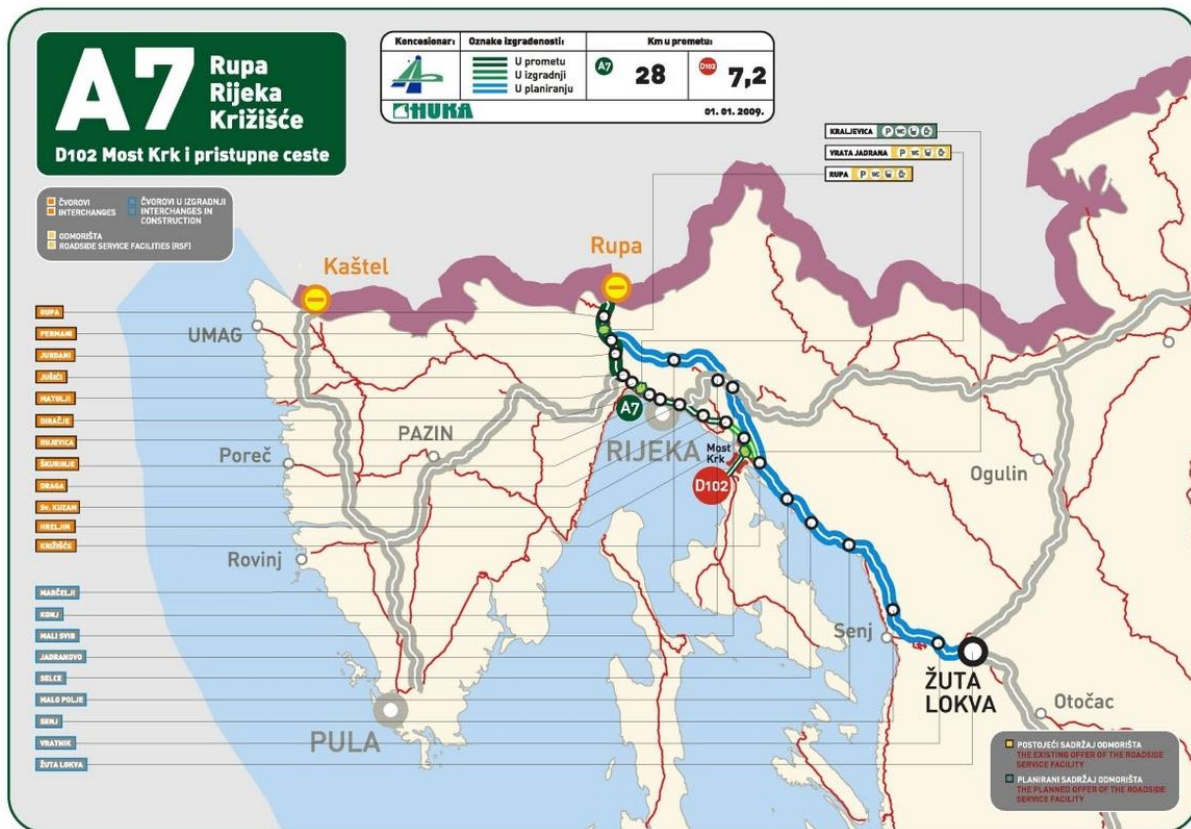 A7
Rupa
Rijeka
Križišće
D102 Most Krk i pristupne ceste
Koncesionar:
Oznake izgrađenosti:
Km u prometu:
U prometu
U izgradnji
U planiranju
A7
28
D102
7,2
HUKA
01. 01. 2009.
ČVOROVI
INTERCHANGES
ČVOROVI U IZGRADNJI
INTERCHANGES IN
CONSTRUCTION
ODMORIŠTA
ROADSIDE SERVICE FACILITIES (RSF)
KRALJEVICA P WC
VRATA JADRANA P WC
RUPA P WC
Kaštel
Rupa
UMAG
Poreč
PAZIN
Rovinj
PULA
A7
RIJEKA
Most
Krk
D102
Ogulin
Senj
ŽUTA
LOKVA
Otočac
RUPA
PERMANI
JURDANI
JUŠIĆI
MATULJI
DIRAČJE
RUJEVICA
ŠKURINJE
DRAGA
Sv. KUZAM
HRELJIN
KRIŽIŠĆE
MARČELJI
KONJ
MALI SVIB
JADRANOVO
SELCE
MALO POLJE
SENJ
VRATNIK
ŽUTA LOKVA
POSTOJEĆI SADRŽAJ ODMORIŠTA
THE EXISTING OFFER OF THE ROADSIDE
SERVICE FACILITY
PLANIRANI SADRŽAJ ODMORIŠTA
THE PLANNED OFFER OF THE ROADSIDE
SERVICE FACILITY